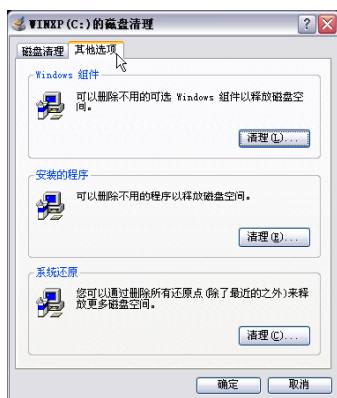 WINXP (C:)的磁盘清理
磁盘清理 其他选项
Windows 组件
可以删除不用的可选 Windows 组件以释放磁盘空
间。
清理(L)...
安装的程序
可以删除不用的程序以释放磁盘空间。
清理(E)...
系统还原
您可以通过删除所有还原点(除了最近的之外)来释
放更多磁盘空间。
清理(C)...
确定 取消